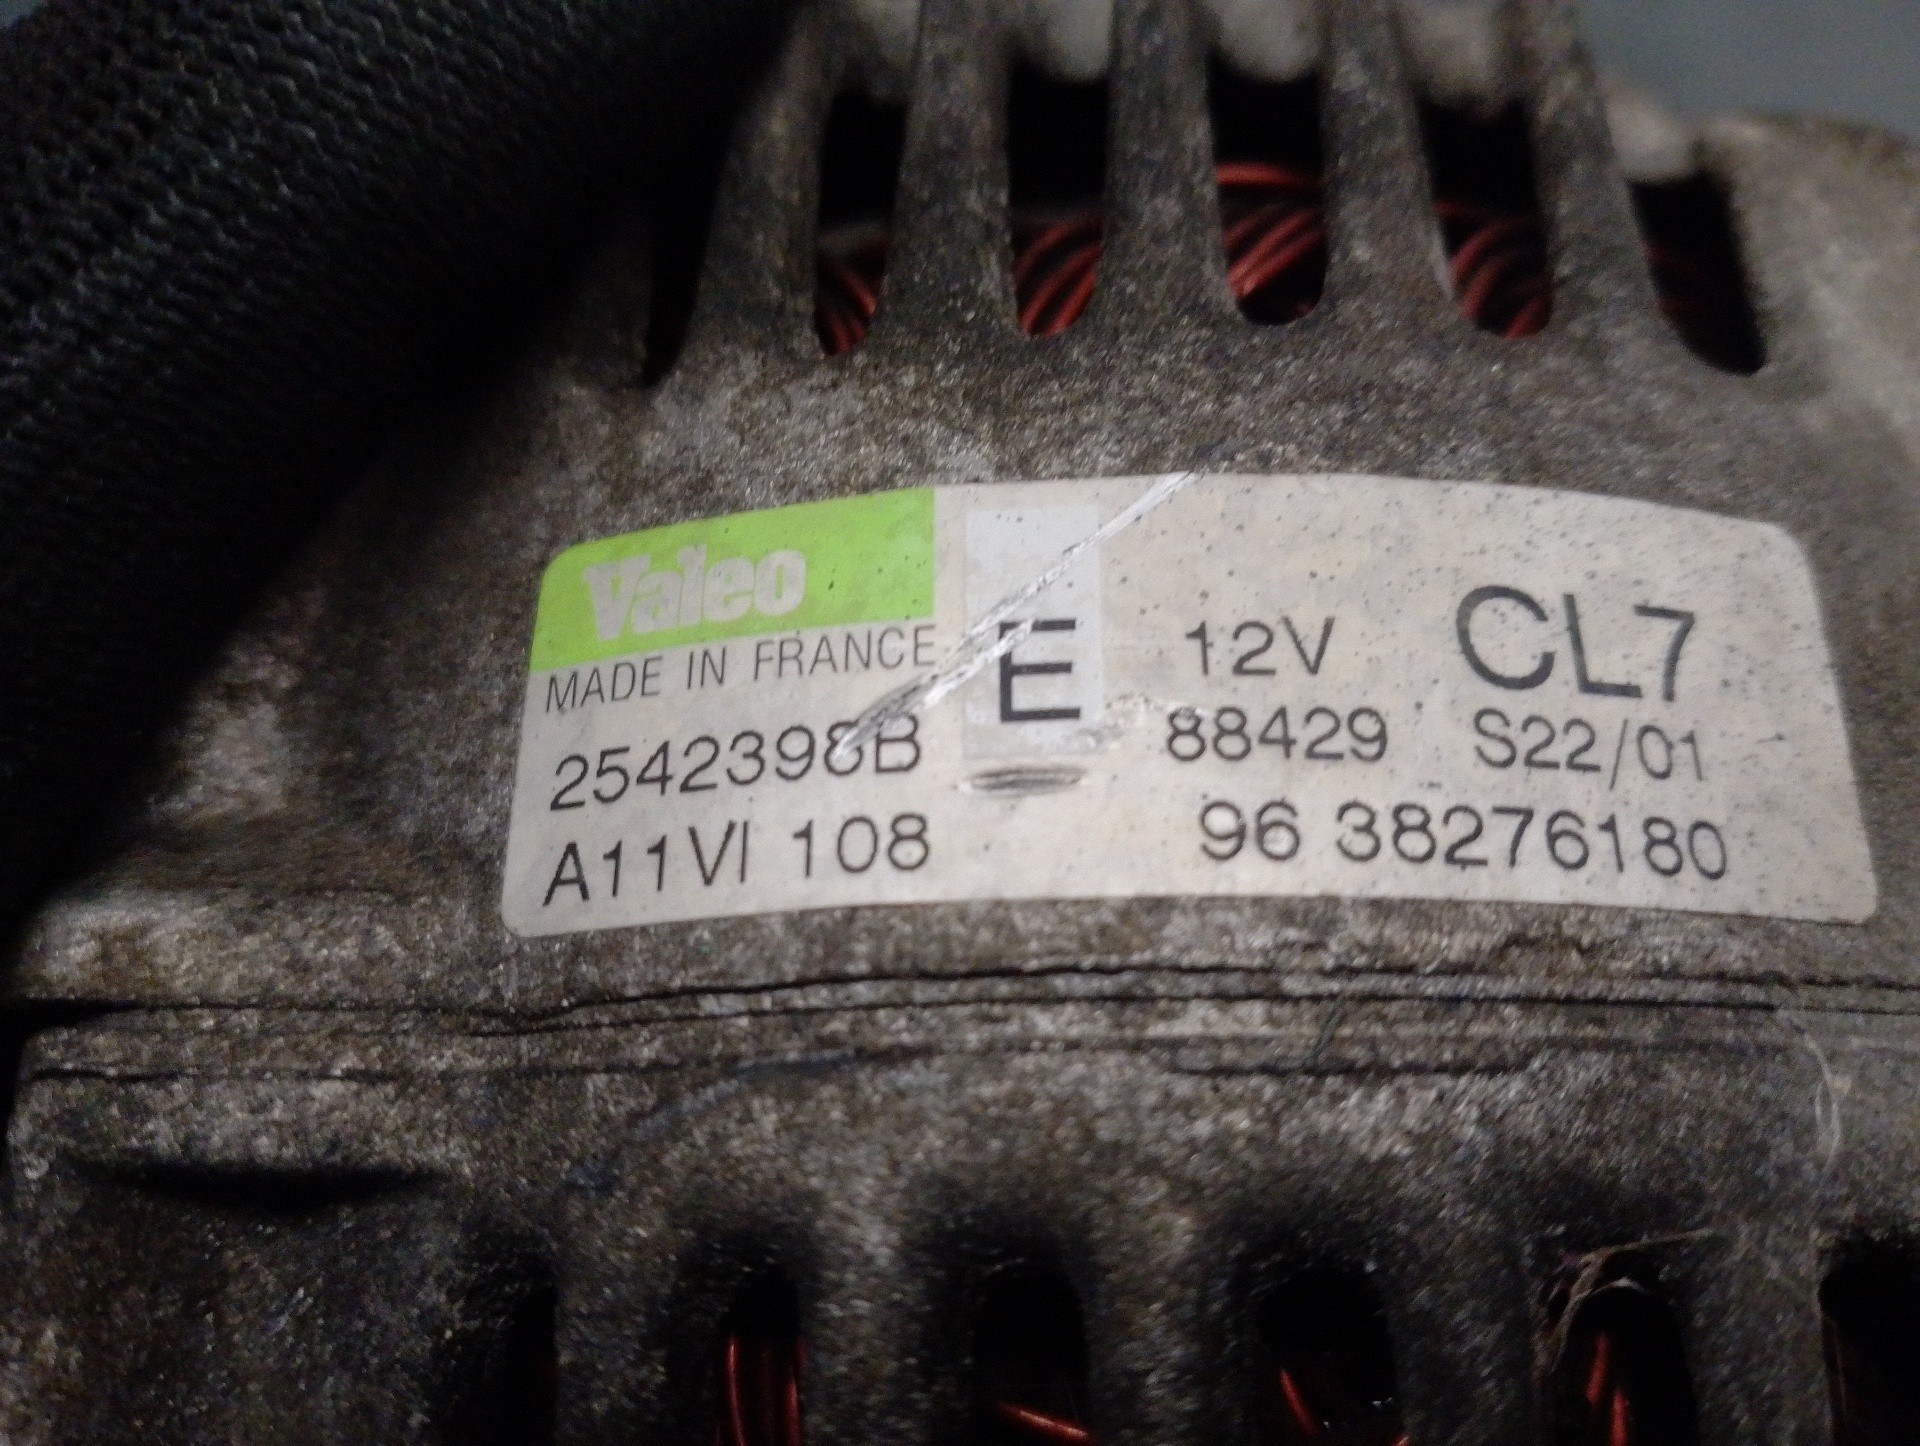 Valeo
MADE IN FRANCE
E 12V CL7
2542398B 88429 S22/01
A11VI 108 96 38276180